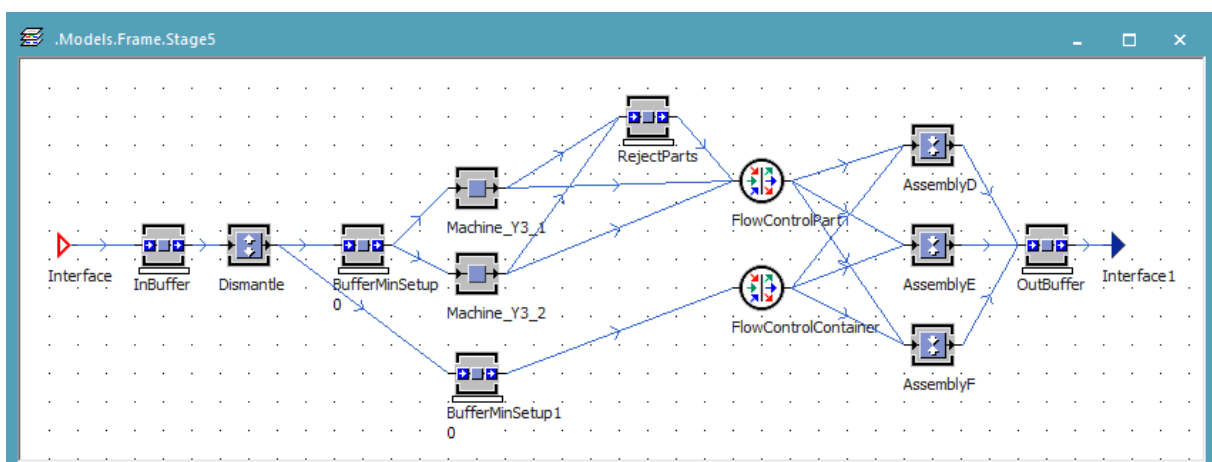 .Models.Frame.Stage5
RejectParts
AssemblyD
Machine_Y3_1
FlowControlPart
Interface
InBuffer
Dismantle
BufferMinSetup
0
Machine_Y3_2
AssemblyE
OutBuffer
Interface1
FlowControlContainer
AssemblyF
BufferMinSetup1
0